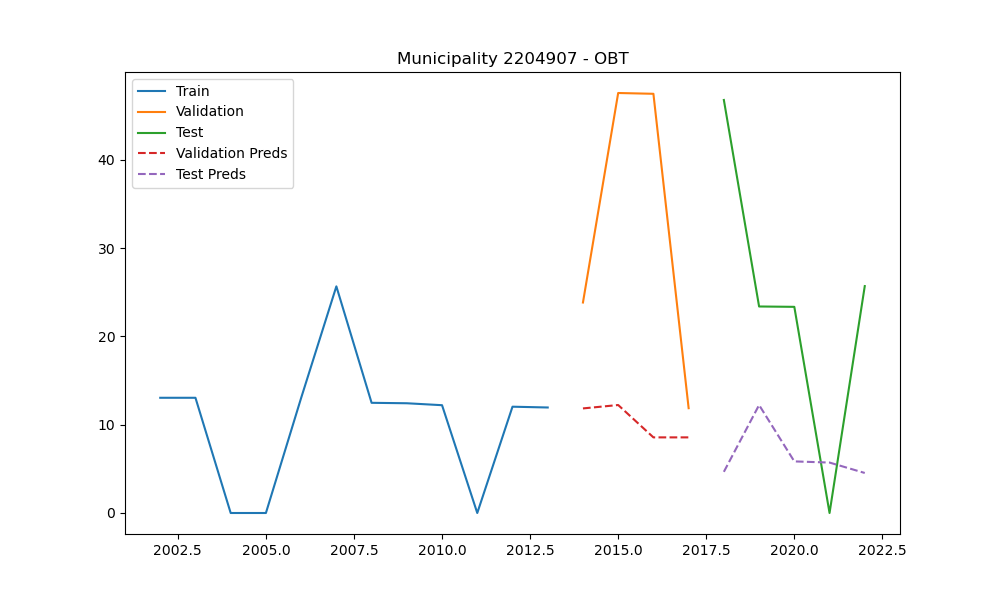 Municipality 2204907 - OBT
Train
Validation
Test
Validation Preds
Test Preds
40
30
20
10
0
2002.5 2005.0 2007.5 2010.0 2012.5 2015.0 2017.5 2020.0 2022.5